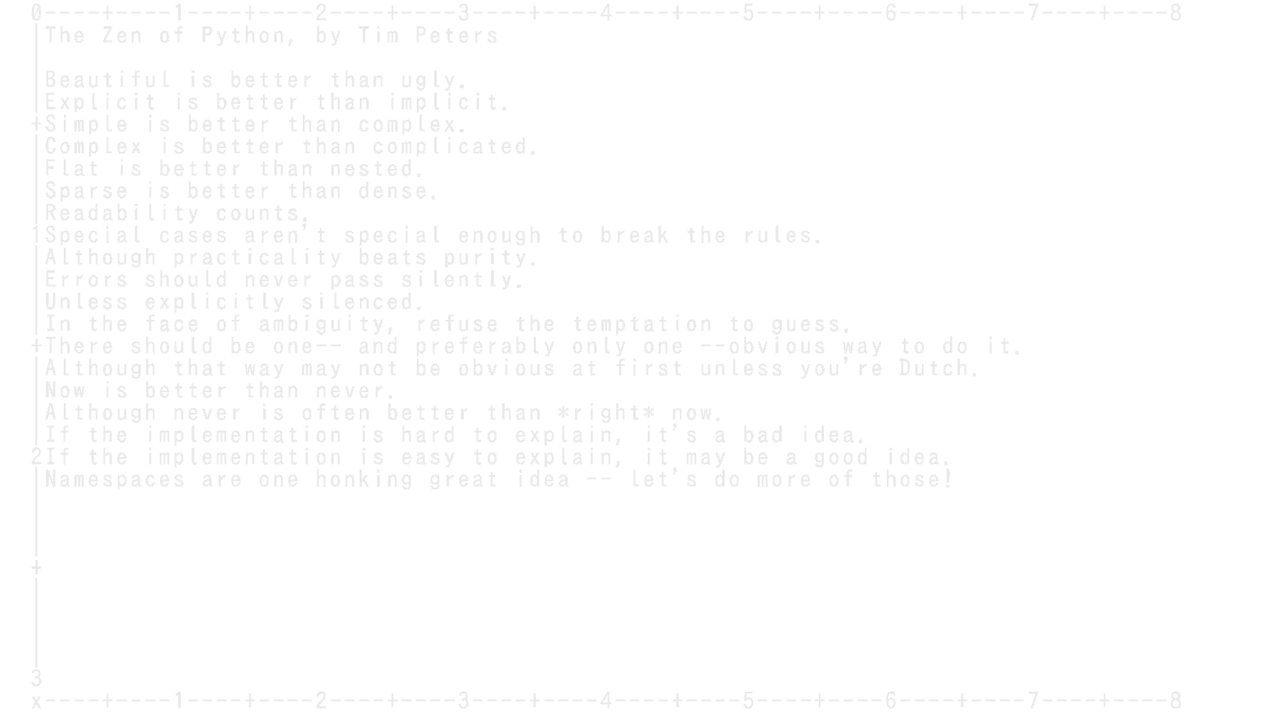 0----+----1----+----2----+----3----+----4----+----5----+----6----+----7----+----8
|The Zen of Python, by Tim Peters
|
|Beautiful is better than ugly.
|Explicit is better than implicit.
+Simple is better than complex.
|Complex is better than complicated.
|Flat is better than nested.
|Sparse is better than dense.
|Readability counts.
1Special cases aren't special enough to break the rules.
|Although practicality beats purity.
|Errors should never pass silently.
|Unless explicitly silenced.
|In the face of ambiguity, refuse the temptation to guess.
+There should be one-- and preferably only one --obvious way to do it.
|Although that way may not be obvious at first unless you're Dutch.
|Now is better than never.
|Although never is often better than *right* now.
|If the implementation is hard to explain, it's a bad idea.
2If the implementation is easy to explain, it may be a good idea.
|Namespaces are one honking great idea -- let's do more of those!
|
|
|
+
|
|
|
|
3
x----+----1----+----2----+----3----+----4----+----5----+----6----+----7----+----8